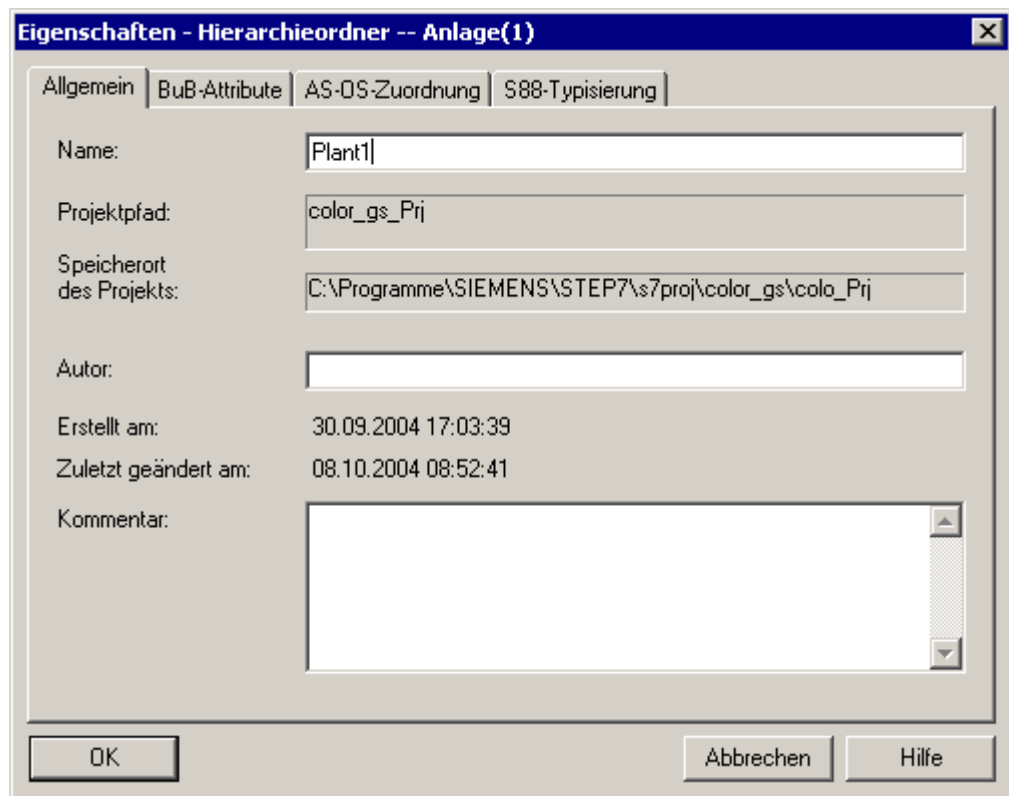 Eigenschaften - Hierarchieordner -- Anlage(1)
Allgemein BuB-Attribute AS-OS-Zuordnung S88-Typisierung
Name: Plant1
Projektpfad: color_gs_Prj
Speicherort
des Projekts: C:\Programme\SIEMENS\STEP7\s7proj\color_gs\colo_Prj
Autor:
Erstellt am: 30.09.2004 17:03:39
Zuletzt geändert am: 08.10.2004 08:52:41
Kommentar:
OK Abbrechen Hilfe